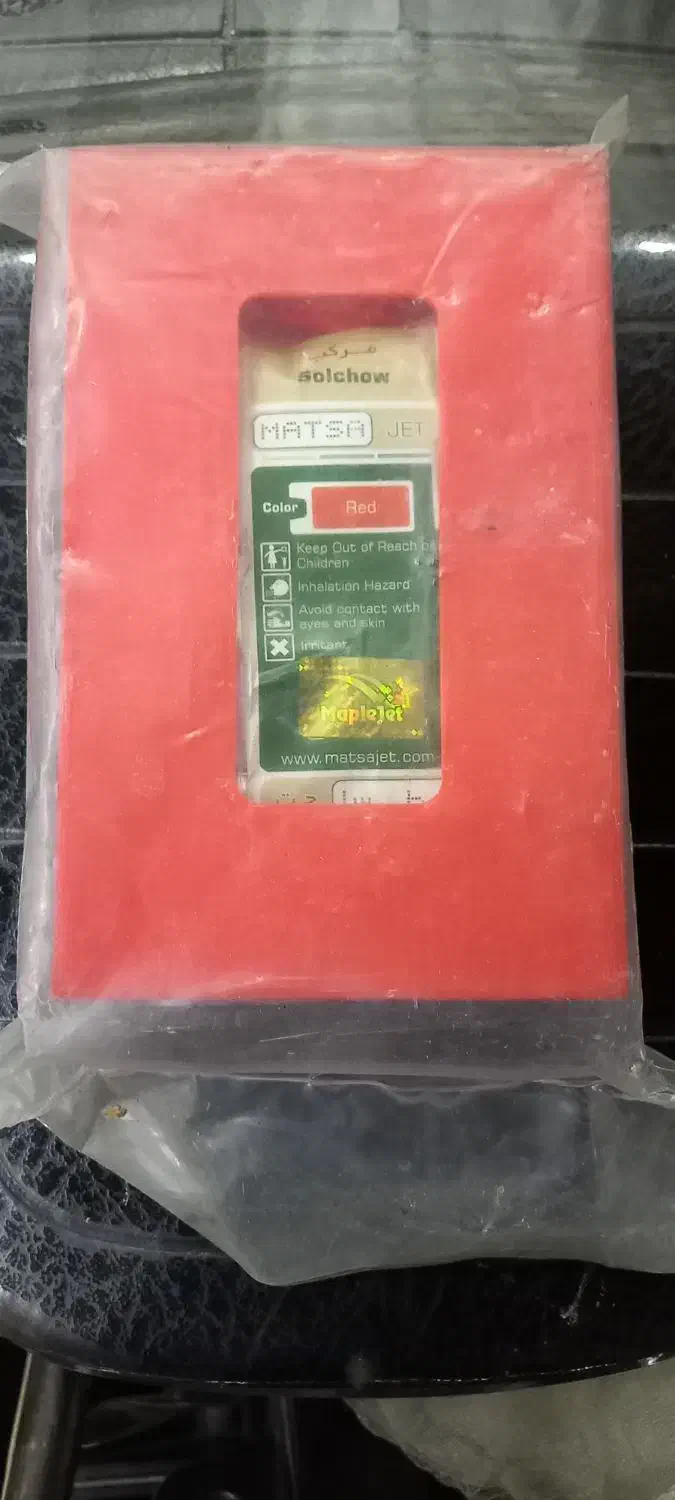 مرکب
Solchow
MATSA JET
Color Red
Keep Out of Reach of
Children
Inhalation Hazard
Avoid contact with
eyes and skin
Irritant
MapleJet
www.matsajet.com